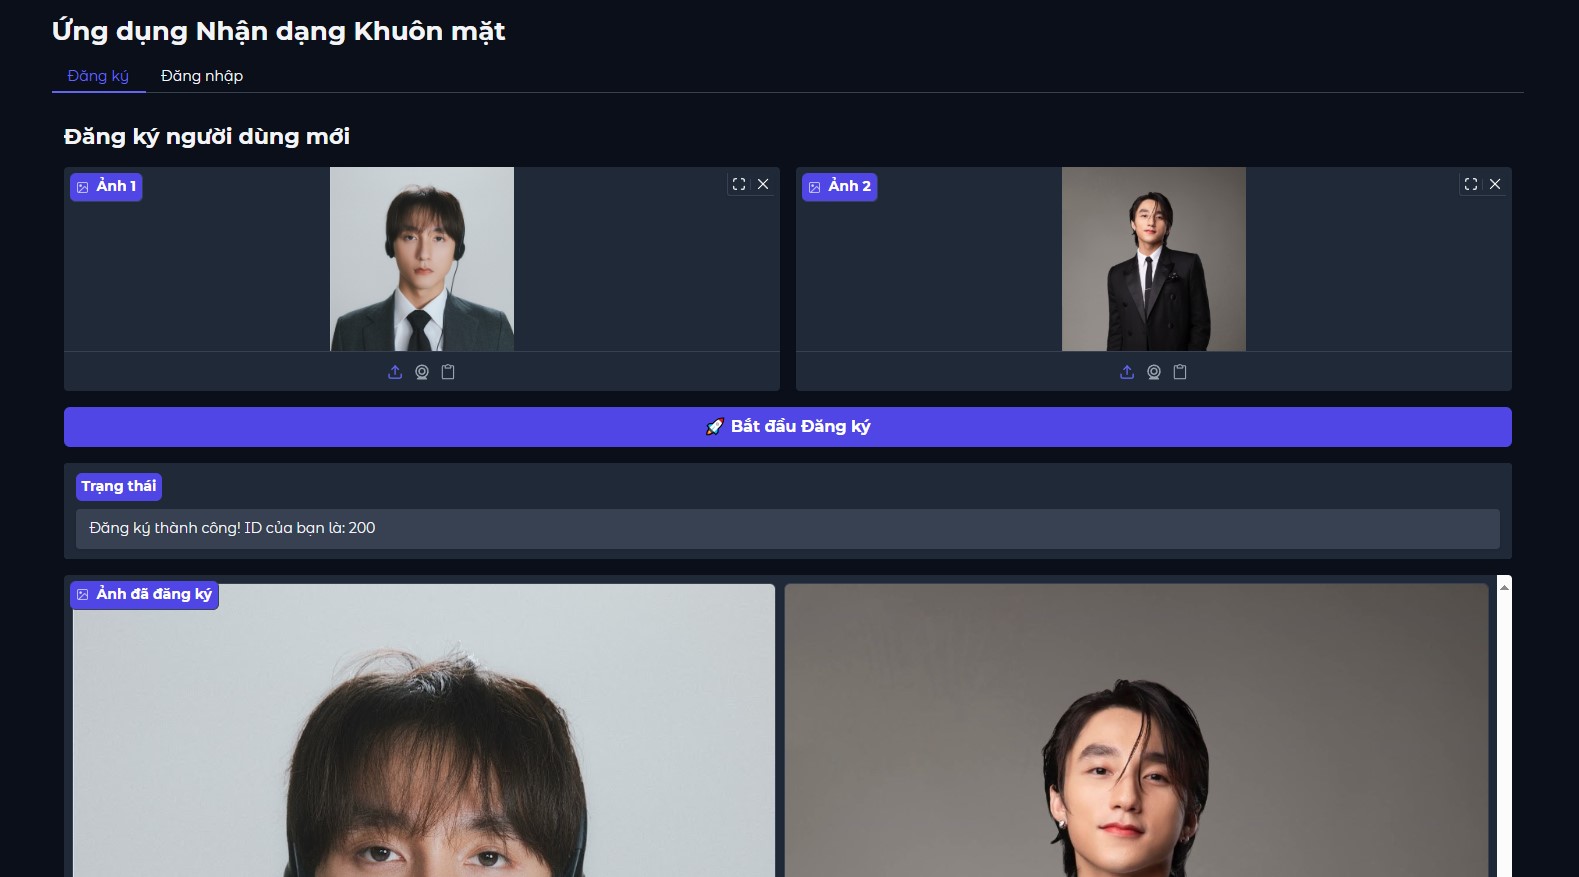 Ứng dụng Nhận dạng Khuôn mặt
Đăng ký Đăng nhập
Đăng ký người dùng mới
Ảnh 1
Ảnh 2
🚀 Bắt đầu Đăng ký
Trạng thái
Đăng ký thành công! ID của bạn là: 200
Ảnh đã đăng ký